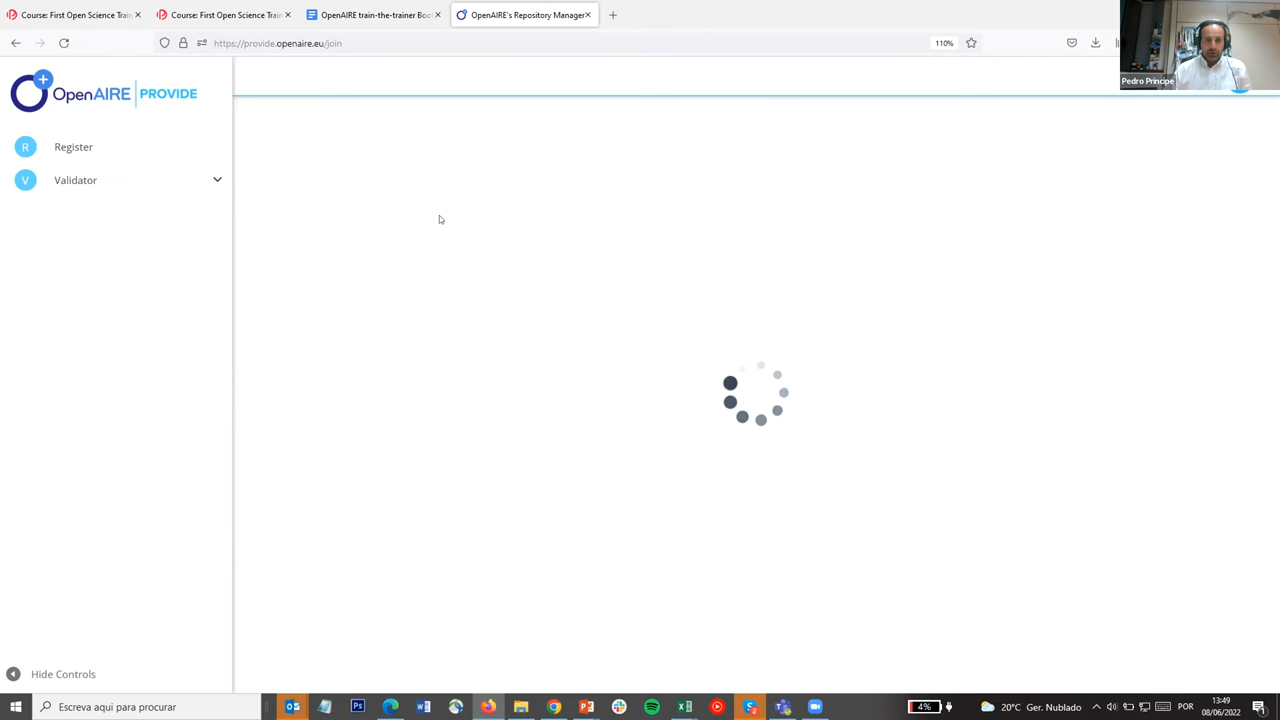 Course: First Open Science Train
Course: First Open Science Train
OpenAIRE train-the-trainer Boo
OpenAIRE's Repository Manager
https://provide.openaire.eu/join
110%
Pedro Principe
OpenAIRE PROVIDE
R Register
V Validator
Hide Controls
Escreva aqui para procurar
4%
20°C Ger. Nublado
POR
13:49
08/06/2022